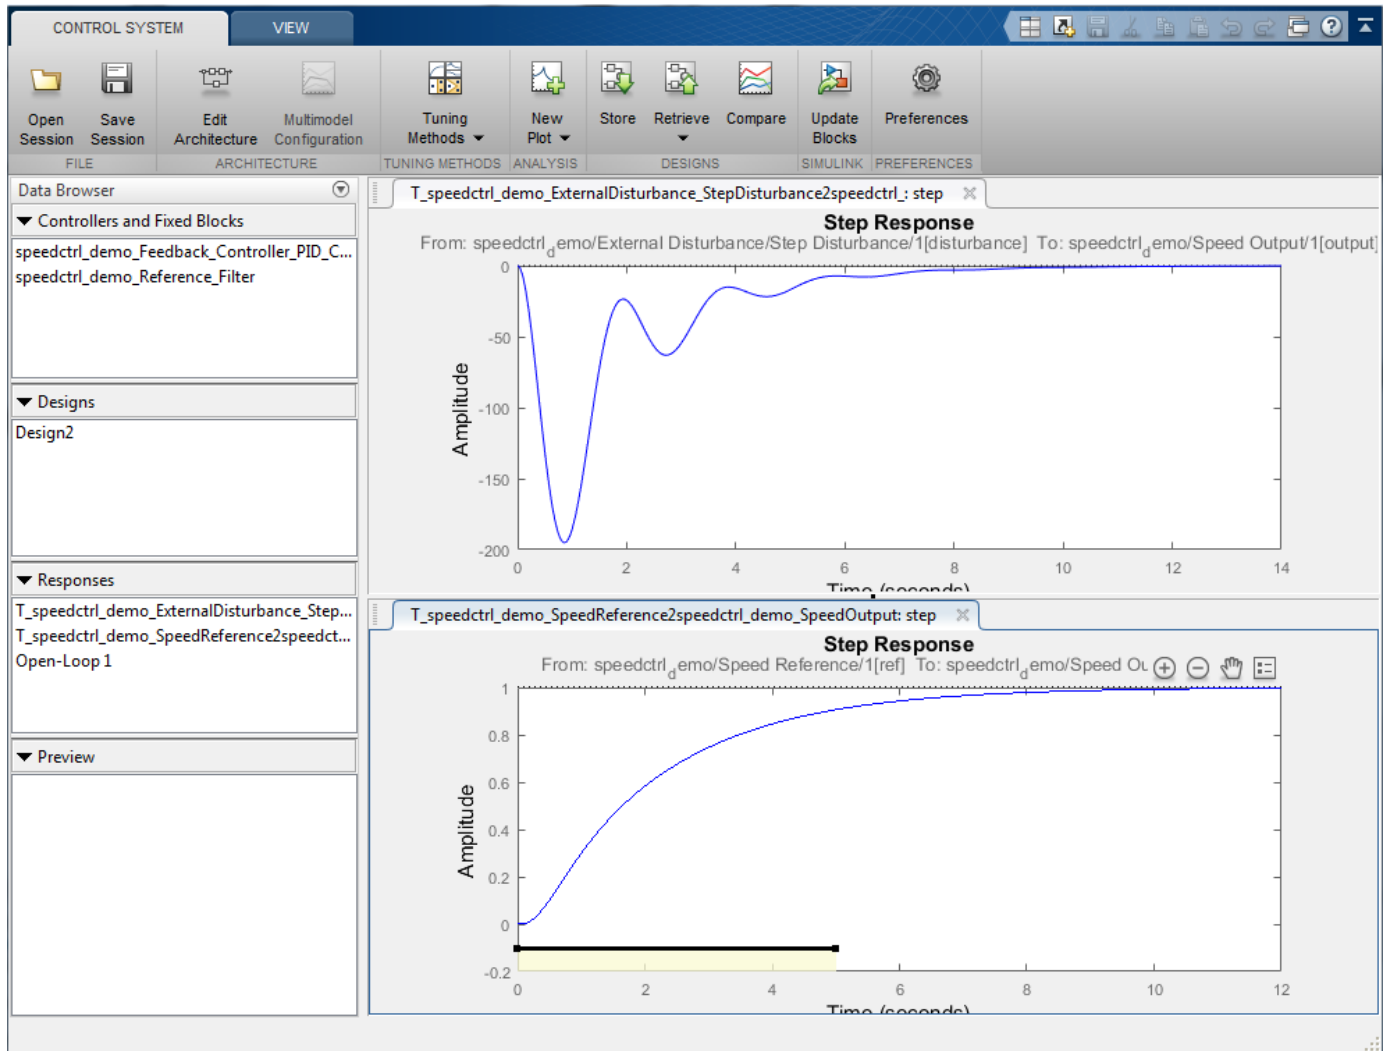 CONTROL SYSTEM VIEW
Open Session
Save Session
Edit Architecture
Multimodel Configuration
Tuning Methods
New Plot
Store
Retrieve
Compare
Update Blocks
Preferences
FILE ARCHITECTURE TUNING METHODS ANALYSIS DESIGNS SIMULINK PREFERENCES
Data Browser
Controllers and Fixed Blocks
speedctrl_demo_Feedback_Controller_PID_C...
speedctrl_demo_Reference_Filter
Designs
Design2
Responses
T_speedctrl_demo_ExternalDisturbance_Step...
T_speedctrl_demo_SpeedReference2speedct...
Open-Loop 1
Preview
T_speedctrl_demo_ExternalDisturbance_StepDisturbance2speedctrl_: step
Step Response
From: speedctrl_demo/External Disturbance/Step Disturbance/1[disturbance] To: speedctrl_demo/Speed Output/1[output]
Amplitude
0
-50
-100
-150
-200
0 2 4 6 8 10 12 14
Time (seconds)
T_speedctrl_demo_SpeedReference2speedctrl_demo_SpeedOutput: step
Step Response
From: speedctrl_demo/Speed Reference/1[ref] To: speedctrl_demo/Speed Ou
Amplitude
1
0.8
0.6
0.4
0.2
0
-0.2
0 2 4 6 8 10 12
Time (seconds)